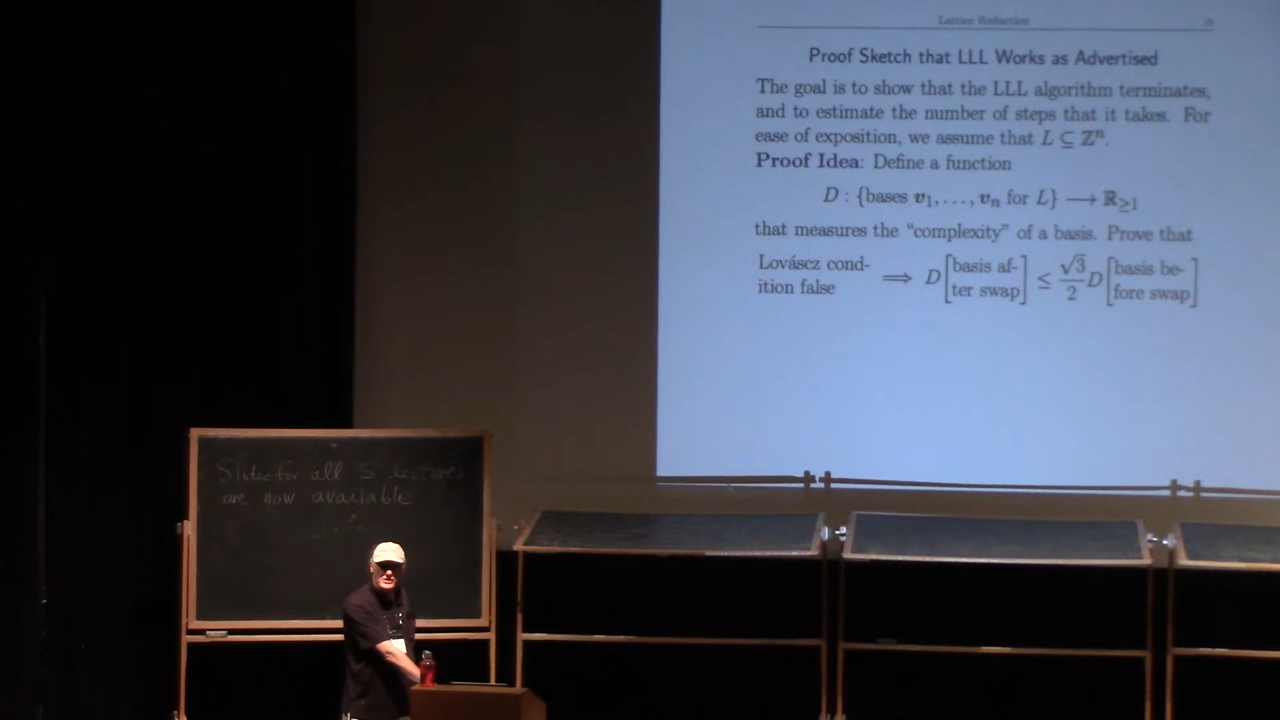 Lattice Reduction
Proof Sketch that LLL Works as Advertised
The goal is to show that the LLL algorithm terminates,
and to estimate the number of steps that it takes. For
ease of exposition, we assume that L ⊆ ℤⁿ.
Proof Idea: Define a function
D : {bases v₁, . . . , vₙ for L} ⟶ ℝ≥1
that measures the “complexity” of a basis. Prove that
Lováscz cond-
ition false ⟹ D[basis af-
ter swap] ≤ √3/2 D[basis be-
fore swap]
Slides for all 5 lectures
are now available